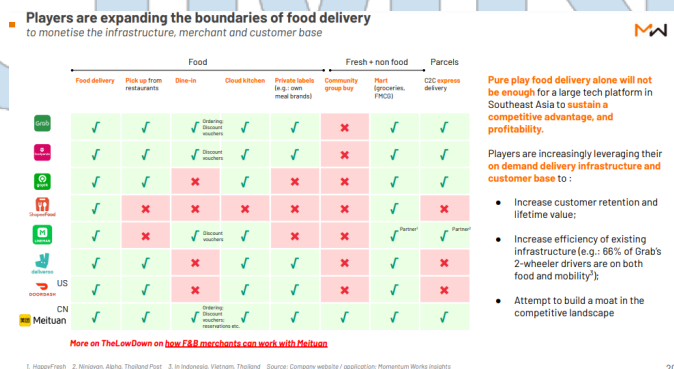 Players are expanding the boundaries of food delivery
to monetise the infrastructure, merchant and customer base
MW
Food
Fresh + non food
Parcels
Food delivery
Pick up from
restaurants
Dine-in
Cloud kitchen
Private labels
(e.g.: own
meal brands)
Community
group buy
Mart
(groceries,
FMCG)
C2C express
delivery
Grab
Ordering;
Discount
vouchers
Discount
vouchers
gojek
ShopeeFood
LINEMAN
Discount
vouchers
Partner¹
Partner²
deliveroo
US
DOORDASH
CN
Meituan
Ordering;
Discount
vouchers;
reservations etc.
More on TheLowDown on how F&B merchants can work with Meituan
Pure play food delivery alone will not
be enough for a large tech platform in
Southeast Asia to sustain a
competitive advantage, and
profitability.
Players are increasingly leveraging their
on demand delivery infrastructure and
customer base to :
● Increase customer retention and
lifetime value;
● Increase efficiency of existing
infrastructure (e.g.: 66% of Grab's
2-wheeler drivers are on both
food and mobility³);
● Attempt to build a moat in the
competitive landscape
1. HappyFresh 2. Ninjavan, Alpha, Thailand Post 3. In Indonesia, Vietnam, Thailand Source: Company website / application; Momentum Works insights